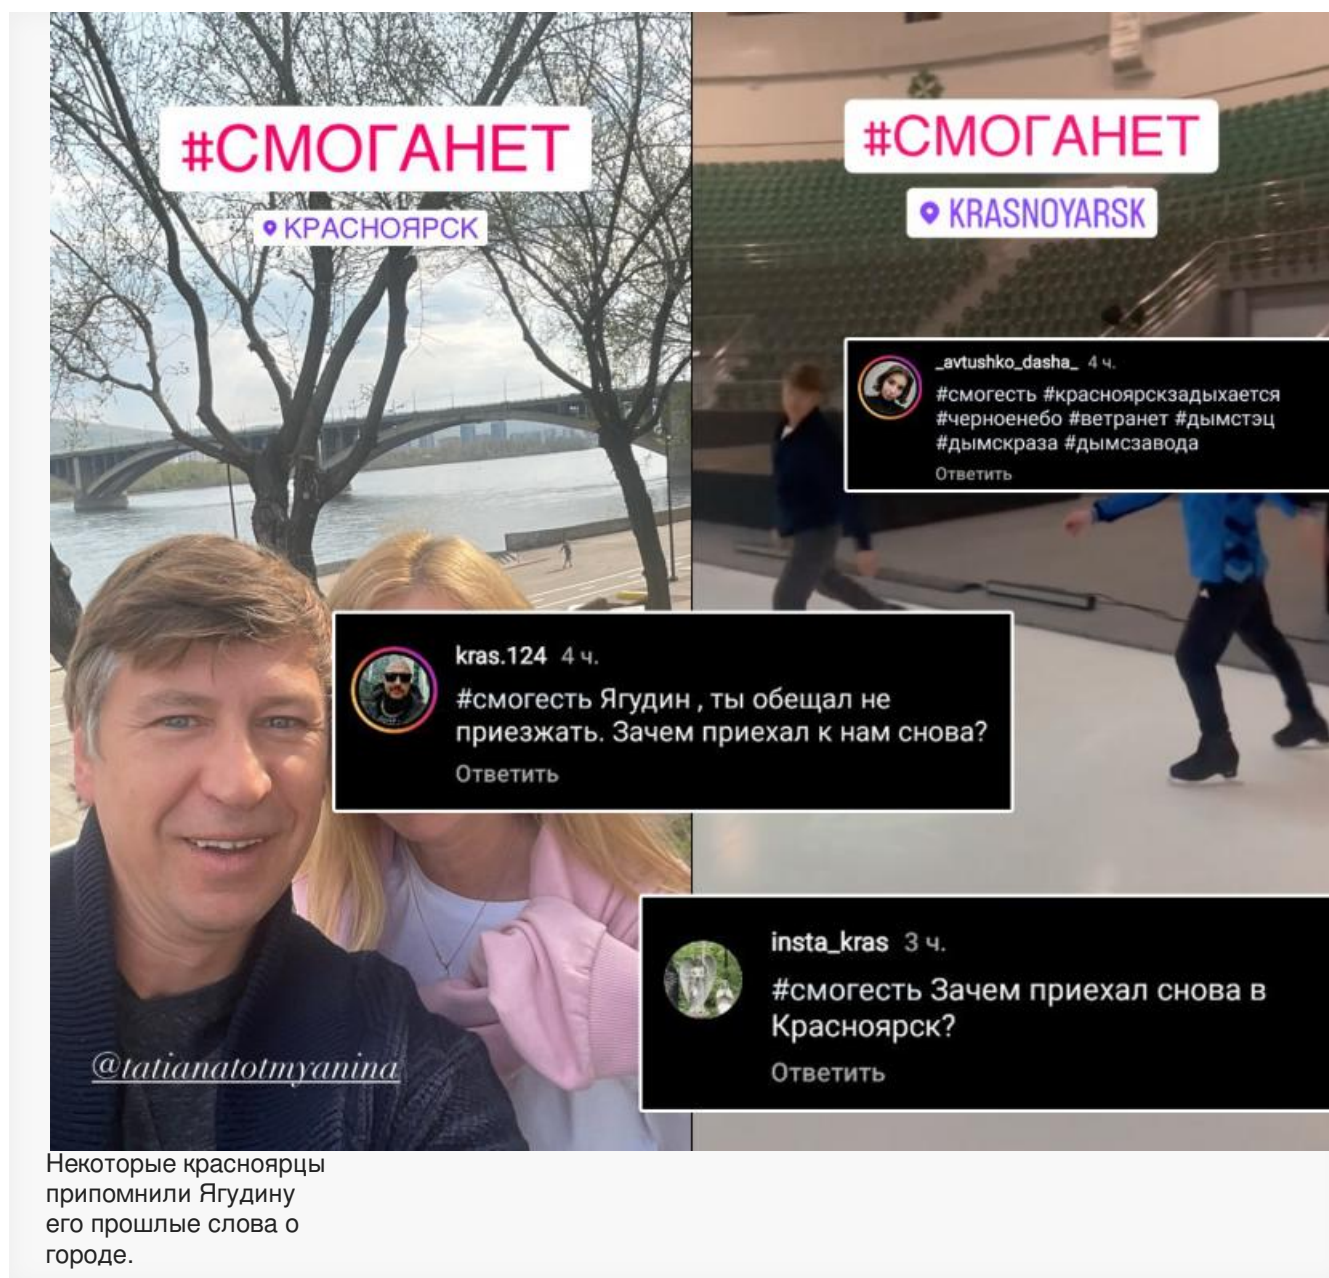 #СМОГАНЕТ
КРАСНОЯРСК
#СМОГАНЕТ
KRASNOYARSK
_avtushko_dasha_ 4 ч.
#смогесть #красноярскзадыхается
#черноенебо #ветранет #дымстэц
#дымскраза #дымсзавода
Ответить
kras.124 4 ч.
#смогесть Ягудин , ты обещал не
приезжать. Зачем приехал к нам снова?
Ответить
insta_kras 3 ч.
#смогесть Зачем приехал снова в
Красноярск?
Ответить
@tatianatotmyanina
Некоторые красноярцы
припомнили Ягудину
его прошлые слова о
городе.